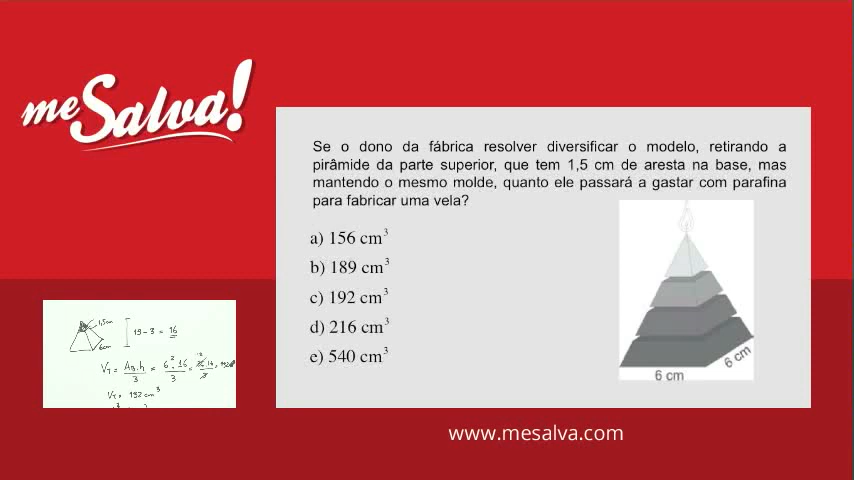 me Salva!
Se o dono da fábrica resolver diversificar o modelo, retirando a
pirâmide da parte superior, que tem 1,5 cm de aresta na base, mas
mantendo o mesmo molde, quanto ele passará a gastar com parafina
para fabricar uma vela?
a) 156 cm³
b) 189 cm³
c) 192 cm³
d) 216 cm³
e) 540 cm³
6 cm
6 cm
1,5cm
6cm
19 - 3 = 16
V_T = A_B.h / 3 = 6².16 / 3
V_T = 192 cm³
www.mesalva.com